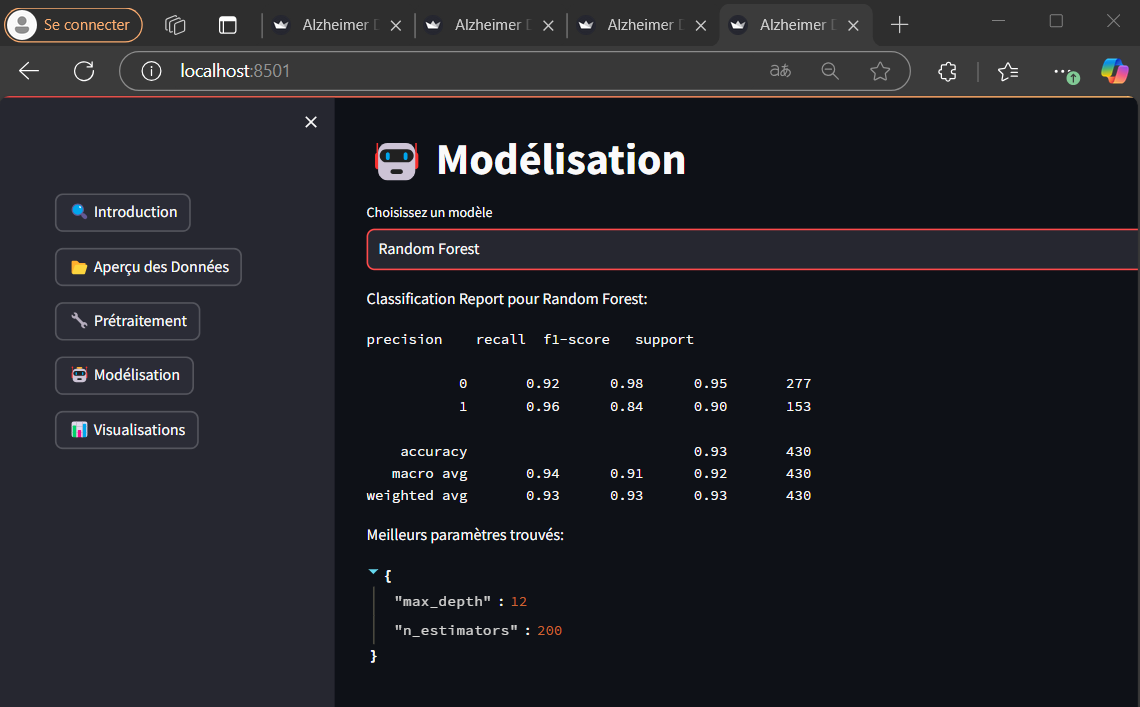 Se connecter
Alzheimer D
Alzheimer D
Alzheimer D
Alzheimer D
localhost:8501
aあ
Introduction
Aperçu des Données
Prétraitement
Modélisation
Visualisations
Modélisation
Choisissez un modèle
Random Forest
Classification Report pour Random Forest:
precision recall f1-score support
0 0.92 0.98 0.95 277
1 0.96 0.84 0.90 153
accuracy 0.93 430
macro avg 0.94 0.91 0.92 430
weighted avg 0.93 0.93 0.93 430
Meilleurs paramètres trouvés:
{
"max_depth" : 12
"n_estimators" : 200
}